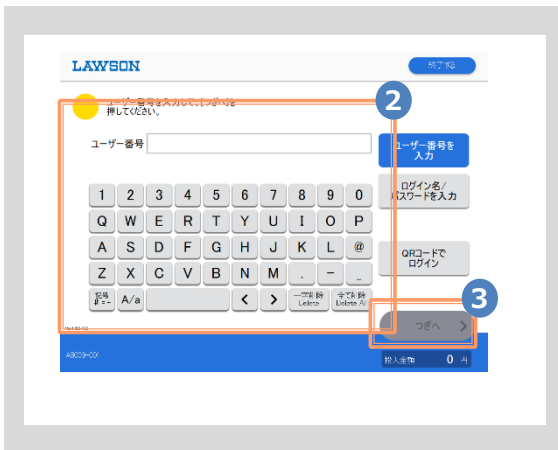 LAWSON
終了する
2
ユーザー番号を入力して、[つぎへ]を
押してください。
ユーザー番号
ユーザー番号を
入力
ログイン名/
パスワードを入力
QRコードで
ログイン
1 2 3 4 5 6 7 8 9 0
Q W E R T Y U I O P
A S D F G H J K L @
Z X C V B N M . - _
記号
A/a < > 一字削除 全て削除
Delete Delete All
3
つぎへ >
投入金額 0 円